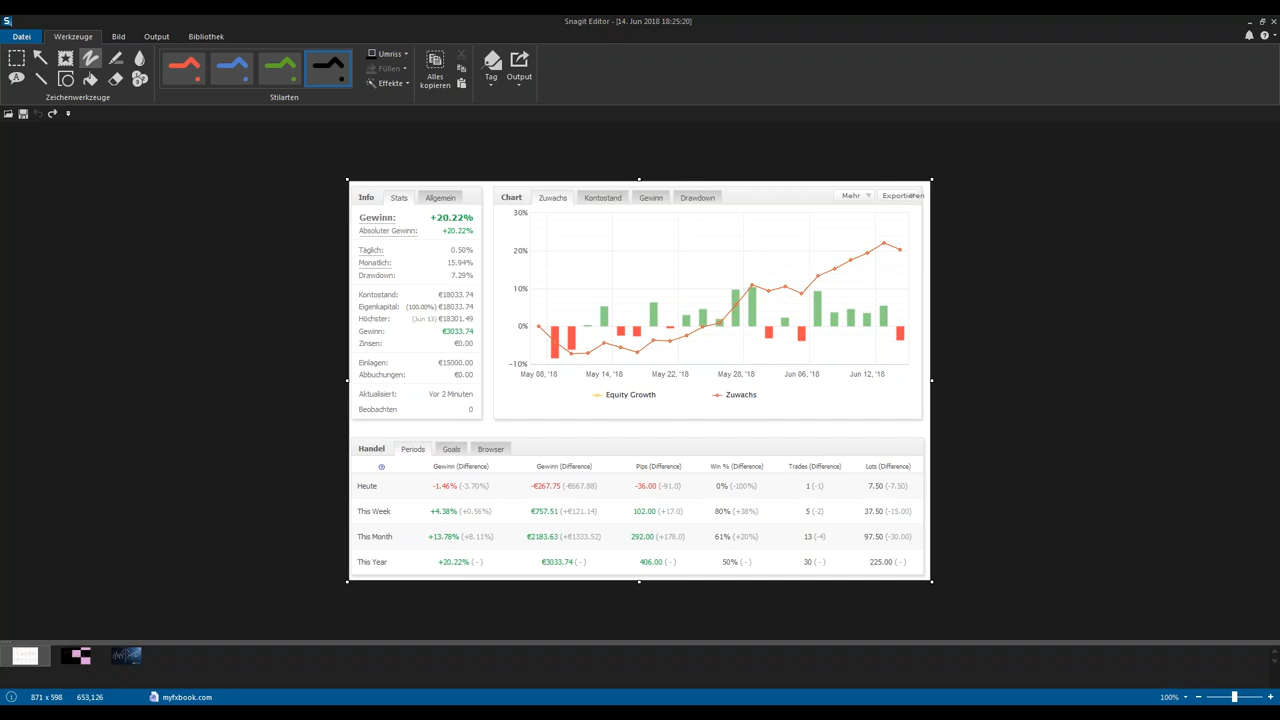 Snagit Editor - [14. Jun 2018 18:25:20]
Datei Werkzeuge Bild Output Bibliothek
Umriss
Füllen
Effekte
Alles kopieren
Tag
Output
Zeichenwerkzeuge
Stilarten
Info Stats Allgemein
Gewinn: +20.22%
Absoluter Gewinn: +20.22%
Täglich: 0.50%
Monatlich: 15.94%
Drawdown: 7.29%
Kontostand: €18033.74
Eigenkapital: (100.00%) €18033.74
Höchster: (Jun 13) €18301.49
Gewinn: €3033.74
Zinsen: €0.00
Einlagen: €15000.00
Abbuchungen: €0.00
Aktualisiert: Vor 2 Minuten
Beobachten 0
Chart Zuwachs Kontostand Gewinn Drawdown Mehr Exportieren
30%
20%
10%
0%
-10%
May 08, '18 May 14, '18 May 22, '18 May 28, '18 Jun 06, '18 Jun 12, '18
Equity Growth Zuwachs
Handel Periods Goals Browser
Gewinn (Difference) Gewinn (Difference) Pips (Difference) Win % (Difference) Trades (Difference) Lots (Difference)
Heute -1.46% (-3.70%) -€267.75 (-€667.88) -36.00 (-91.0) 0% (-100%) 1 (-1) 7.50 (-7.50)
This Week +4.38% (+0.56%) €757.51 (+€121.14) 102.00 (+17.0) 80% (+38%) 5 (-2) 37.50 (-15.00)
This Month +13.78% (+8.11%) €2183.63 (+€1333.52) 292.00 (+178.0) 61% (+20%) 13 (-4) 97.50 (-30.00)
This Year +20.22% ( - ) €3033.74 ( - ) 406.00 ( - ) 50% ( - ) 30 ( - ) 225.00 ( - )
871 x 598 653,126 myfxbook.com 100%